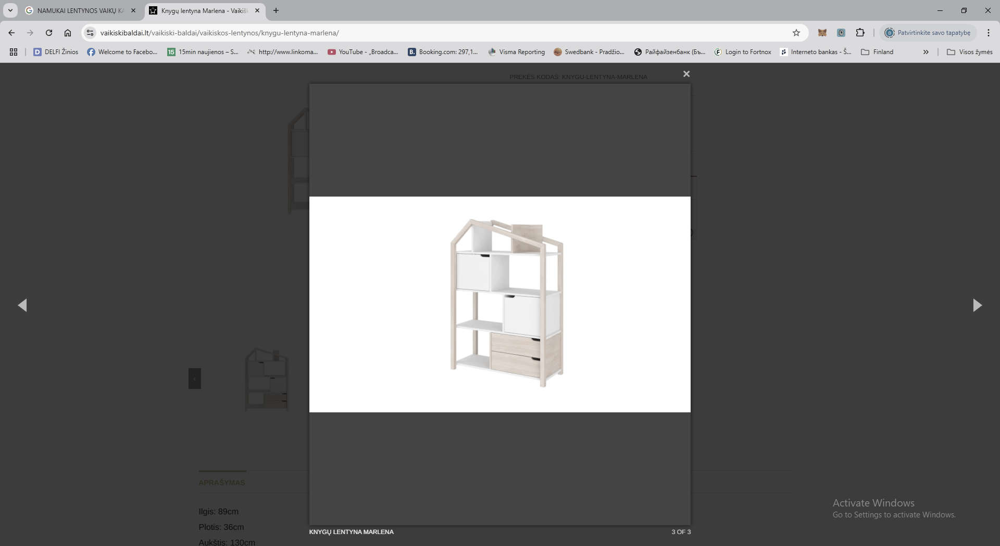 NAMUKAI LENTYNOS VAIKŲ KA
Knygų lentyna Marlena - Vaikišk
vaikiskibaldai.lt/vaikiski-baldai/vaikiskos-lentynos/knygu-lentyna-marlena/
Patvirtinkite savo tapatybę
DELFI Žinios
Welcome to Facebo...
15min naujienos – S...
http://www.linkoma...
YouTube - „Broadca...
Booking.com: 297,1...
Visma Reporting
Swedbank - Pradžio...
Райфайзенбанк (Бъ...
Login to Fortnox
Interneto bankas - Š...
Finland
Visos žymės
PREKĖS KODAS: KNYGU-LENTYNA-MARLENA
APRAŠYMAS
Ilgis: 89cm
Plotis: 36cm
Aukštis: 130cm
KNYGŲ LENTYNA MARLENA
3 OF 3
Activate Windows
Go to Settings to activate Windows.